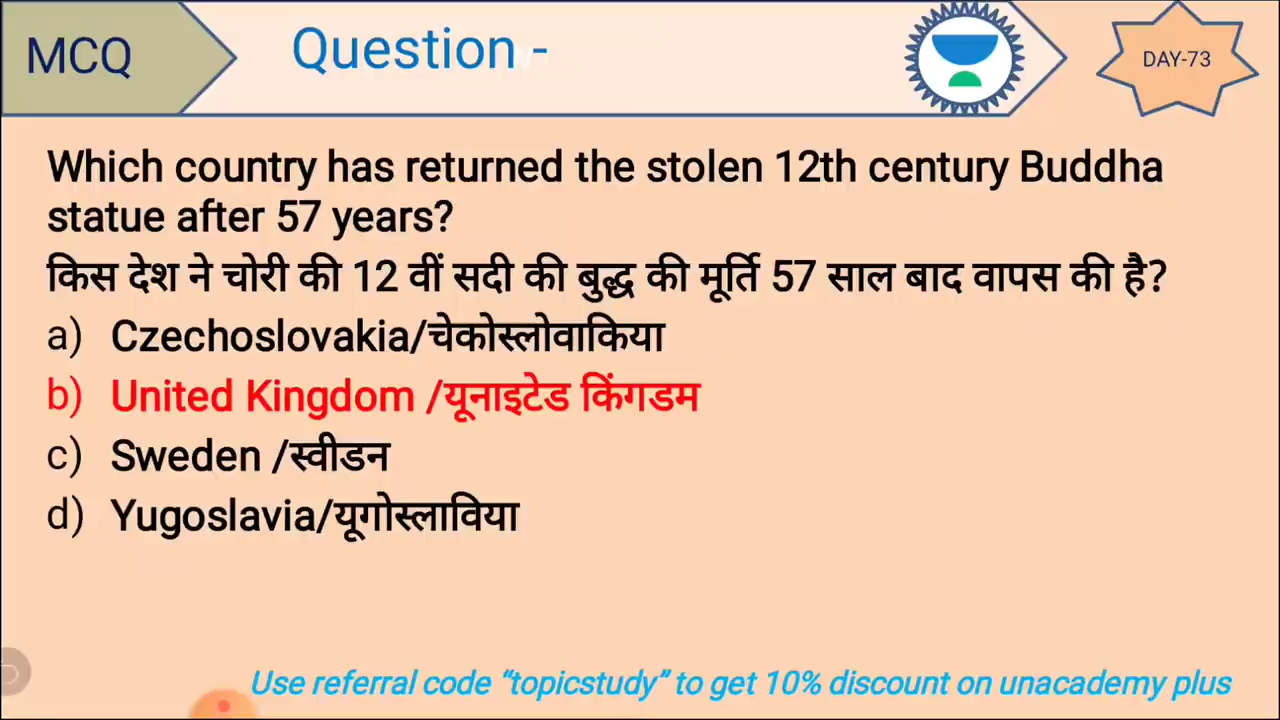 MCQ
Question -
DAY-73
Which country has returned the stolen 12th century Buddha
statue after 57 years?
किस देश ने चोरी की 12 वीं सदी की बुद्ध की मूर्ति 57 साल बाद वापस की है?
a) Czechoslovakia/चेकोस्लोवाकिया
b) United Kingdom /यूनाइटेड किंगडम
c) Sweden /स्वीडन
d) Yugoslavia/यूगोस्लाविया
Use referral code “topicstudy” to get 10% discount on unacademy plus